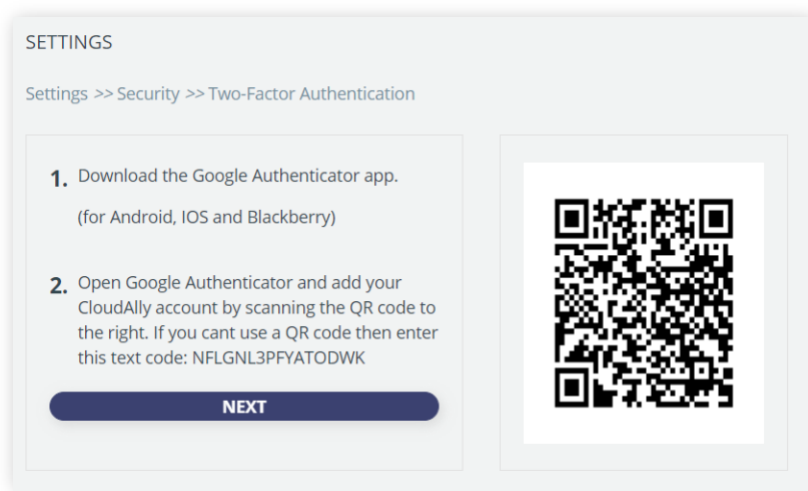 SETTINGS
Settings >> Security >> Two-Factor Authentication
1. Download the Google Authenticator app.
(for Android, IOS and Blackberry)
2. Open Google Authenticator and add your
CloudAlly account by scanning the QR code to
the right. If you cant use a QR code then enter
this text code: NFLGNL3PFYATODWK
NEXT